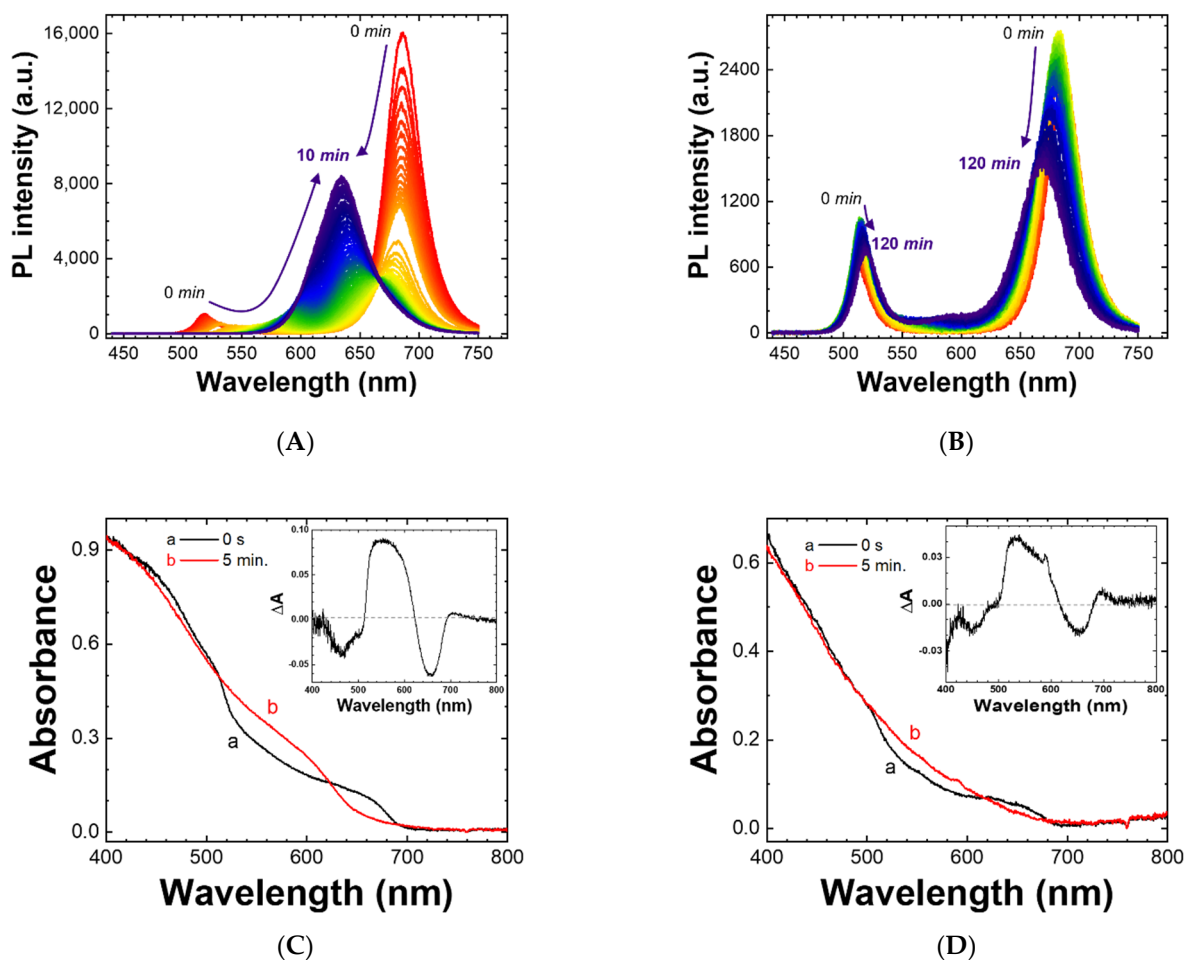 16,000
12,000
8,000
4,000
0
PL intensity (a.u.)
0 min
10 min
0 min
450 500 550 600 650 700 750
Wavelength (nm)
(A)
2400
1800
1200
600
0
PL intensity (a.u.)
0 min
120 min
0 min
120 min
450 500 550 600 650 700 750
Wavelength (nm)
(B)
0.9
0.6
0.3
0.0
Absorbance
a 0 s
b 5 min.
b
a
0.10
0.05
0.00
-0.05
ΔA
400 500 600 700 800
Wavelength (nm)
400 500 600 700 800
Wavelength (nm)
(C)
0.6
0.4
0.2
0.0
Absorbance
a 0 s
b 5 min.
b
a
0.03
0.00
-0.03
ΔA
400 500 600 700 800
Wavelength (nm)
400 500 600 700 800
Wavelength (nm)
(D)